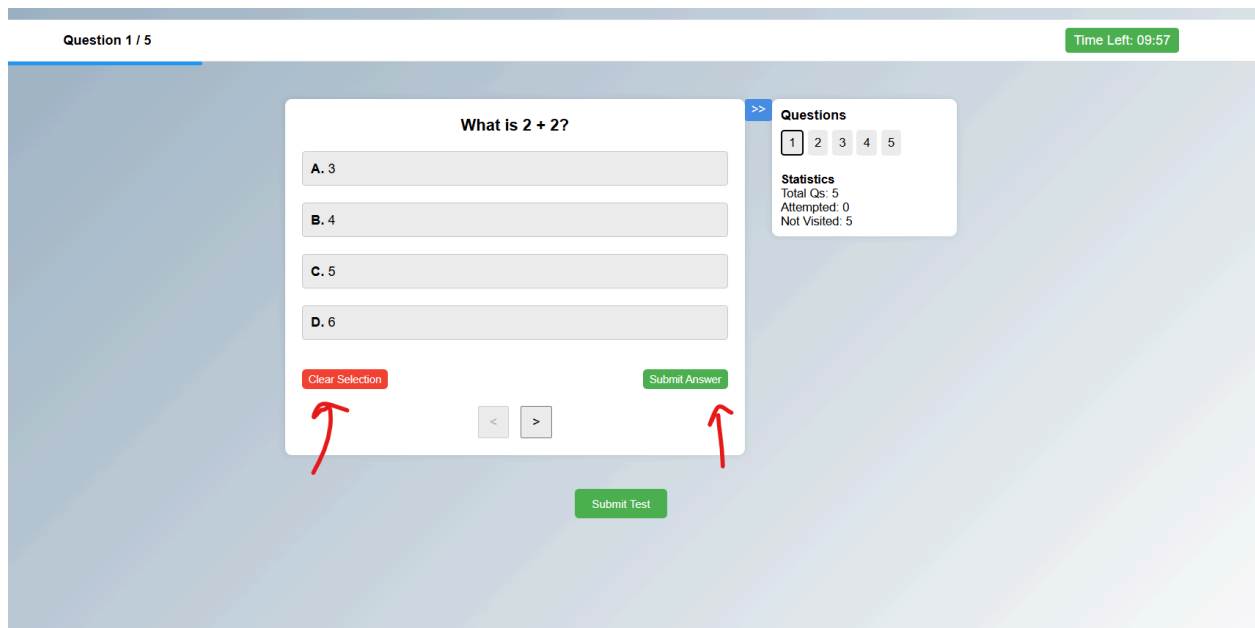 Question 1 / 5
Time Left: 09:57
What is 2 + 2?
A. 3
B. 4
C. 5
D. 6
Clear Selection
Submit Answer
<
>
>>
Questions
1 2 3 4 5
Statistics
Total Qs: 5
Attempted: 0
Not Visited: 5
Submit Test